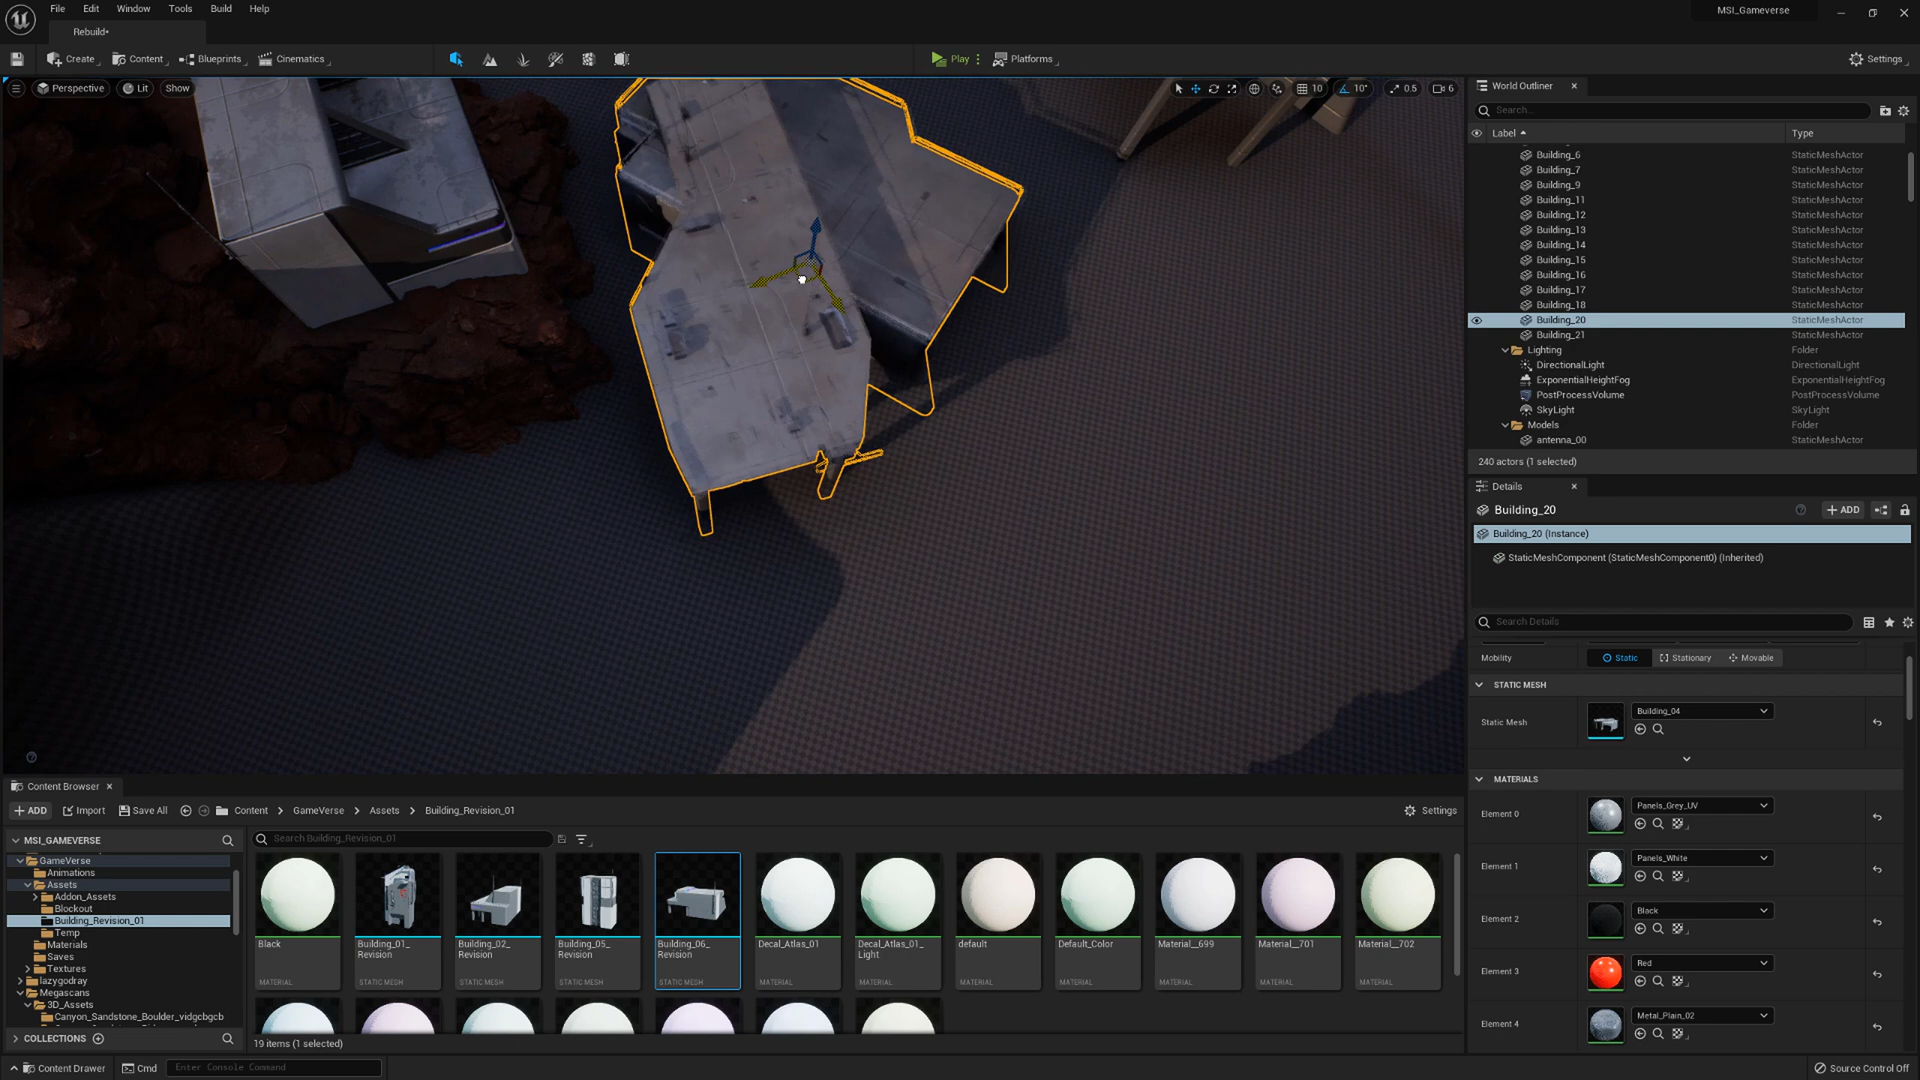 File Edit Window Tools Build Help
MSI_Gameverse
Rebuild•
Create
Content
Blueprints
Cinematics
Play
Platforms
Settings
Perspective
Lit
Show
10
10°
0.5
6
World Outliner
Search...
Label
Type
Building_6 StaticMeshActor
Building_7 StaticMeshActor
Building_9 StaticMeshActor
Building_11 StaticMeshActor
Building_12 StaticMeshActor
Building_13 StaticMeshActor
Building_14 StaticMeshActor
Building_15 StaticMeshActor
Building_16 StaticMeshActor
Building_17 StaticMeshActor
Building_18 StaticMeshActor
Building_20 StaticMeshActor
Building_21 StaticMeshActor
Lighting Folder
DirectionalLight DirectionalLight
ExponentialHeightFog ExponentialHeightFog
PostProcessVolume PostProcessVolume
SkyLight SkyLight
Models Folder
antenna_00 StaticMeshActor
240 actors (1 selected)
Details
Building_20
ADD
Building_20 (Instance)
StaticMeshComponent (StaticMeshComponent0) (Inherited)
Search Details
Mobility Static Stationary Movable
STATIC MESH
Static Mesh Building_04
MATERIALS
Element 0 Panels_Grey_UV
Element 1 Panels_White
Element 2 Black
Element 3 Red
Element 4 Metal_Plain_02
Content Browser
ADD Import Save All Content GameVerse Assets Building_Revision_01 Settings
MSI_GAMEVERSE
GameVerse
Animations
Assets
Addon_Assets
Blockout
Building_Revision_01
Temp
Materials
Saves
Textures
lazygodray
Megascans
3D_Assets
Canyon_Sandstone_Boulder_vidgcbgcb
COLLECTIONS
Search Building_Revision_01
Black
MATERIAL
Building_01_
Revision
STATIC MESH
Building_02_
Revision
STATIC MESH
Building_05_
Revision
STATIC MESH
Building_06_
Revision
STATIC MESH
Decal_Atlas_01
MATERIAL
Decal_Atlas_01_
Light
MATERIAL
default
MATERIAL
Default_Color
MATERIAL
Material__699
MATERIAL
Material__701
MATERIAL
Material__702
MATERIAL
19 items (1 selected)
Content Drawer
Cmd
Enter Console Command
Source Control Off